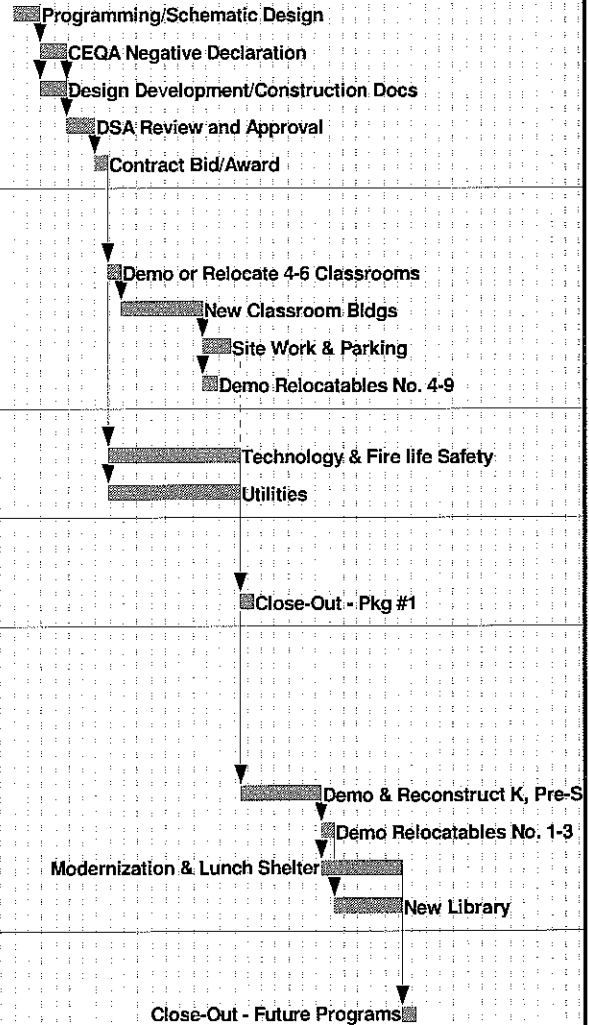 Programming/Schematic Design
CEQA Negative Declaration
Design Development/Construction Docs
DSA Review and Approval
Contract Bid/Award
Demo or Relocate 4-6 Classrooms
New Classroom Bldgs
Site Work & Parking
Demo Relocatables No. 4-9
Technology & Fire life Safety
Utilities
Close-Out - Pkg #1
Demo & Reconstruct K, Pre-S
Demo Relocatables No. 1-3
Modernization & Lunch Shelter
New Library
Close-Out - Future Programs